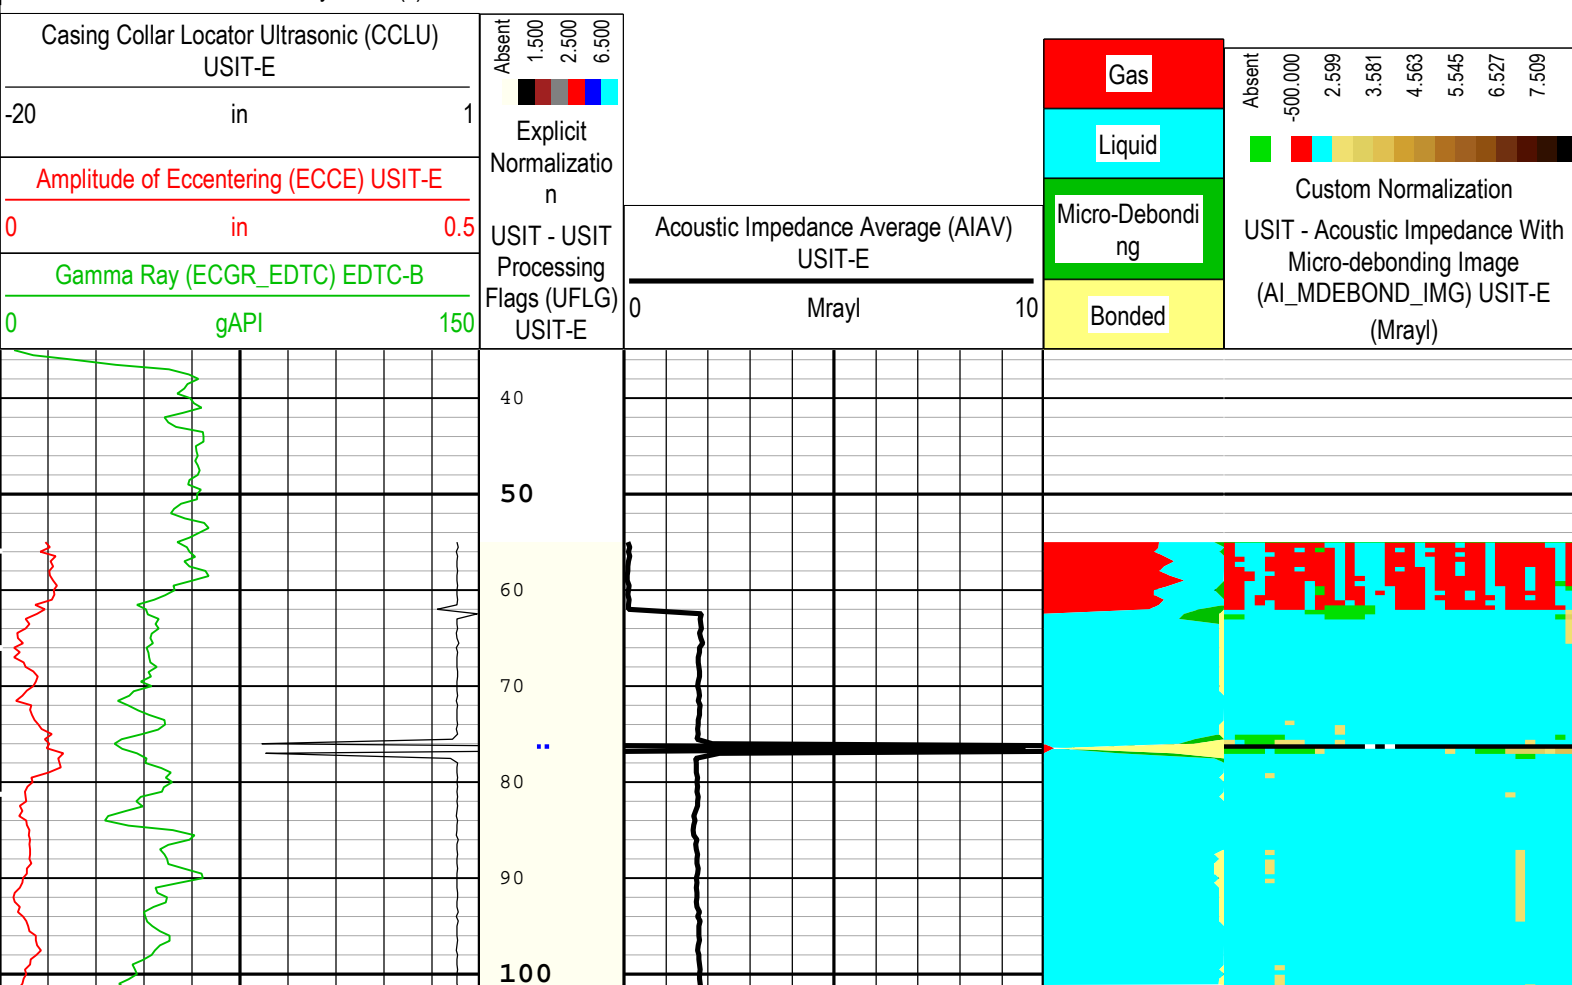 Casing Collar Locator Ultrasonic (CCLU)
USIT-E
-20 in 1
Amplitude of Eccentering (ECCE) USIT-E
0 in 0.5
Gamma Ray (ECGR_EDTC) EDTC-B
0 gAPI 150
Absent
1.500
2.500
6.500
Explicit
Normalizatio
n
USIT - USIT
Processing
Flags (UFLG)
USIT-E
Acoustic Impedance Average (AIAV)
USIT-E
0 Mrayl 10
Gas
Liquid
Micro-Debondi
ng
Bonded
Absent
-500.000
2.599
3.581
4.563
5.545
6.527
7.509
Custom Normalization
USIT - Acoustic Impedance With
Micro-debonding Image
(AI_MDEBOND_IMG) USIT-E
(Mrayl)
40
50
60
70
80
90
100